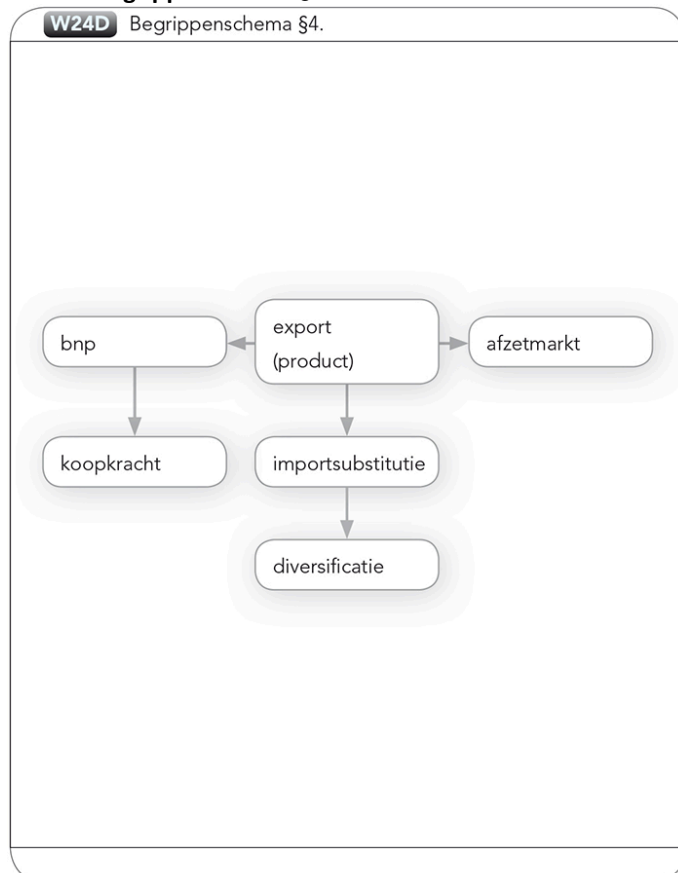 W24D Begrippenschema §4.
bnp
export
(product)
afzetmarkt
koopkracht
importsubstitutie
diversificatie